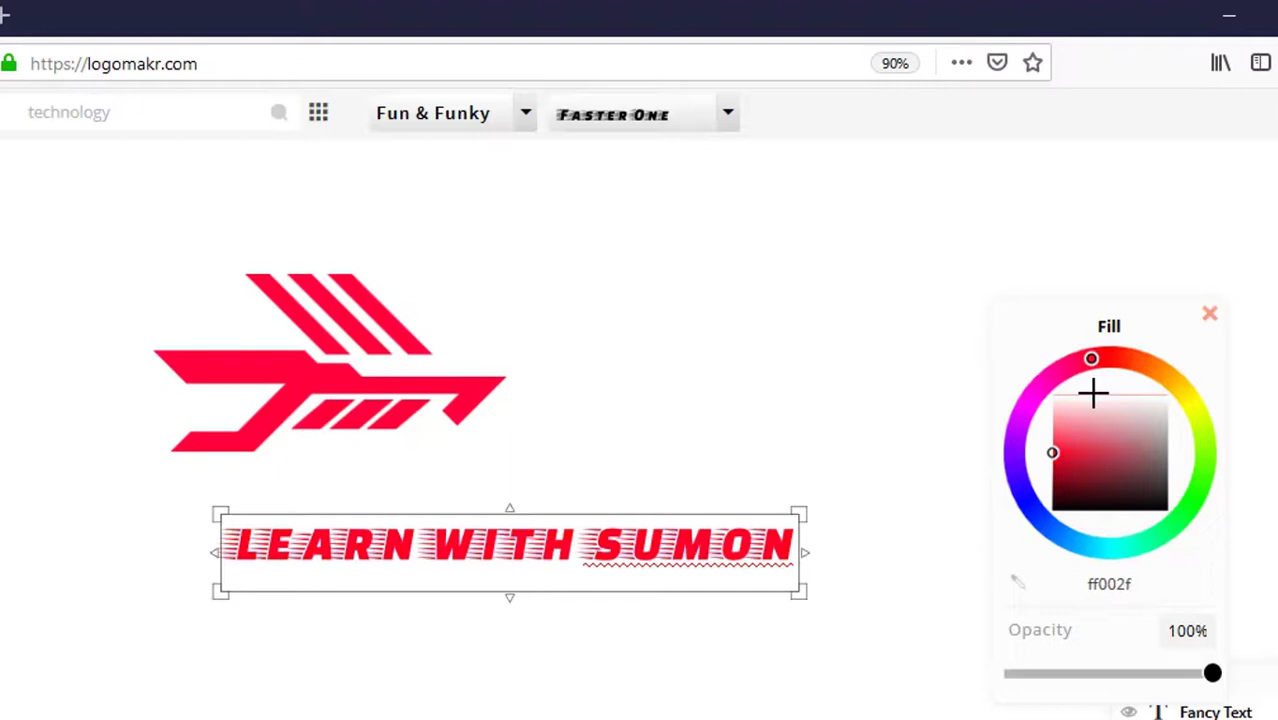 https://logomakr.com
90%
technology
Fun & Funky
FASTER ONE
Fill
LEARN WITH SUMON
ff002f
Opacity
100%
T Fancy Text